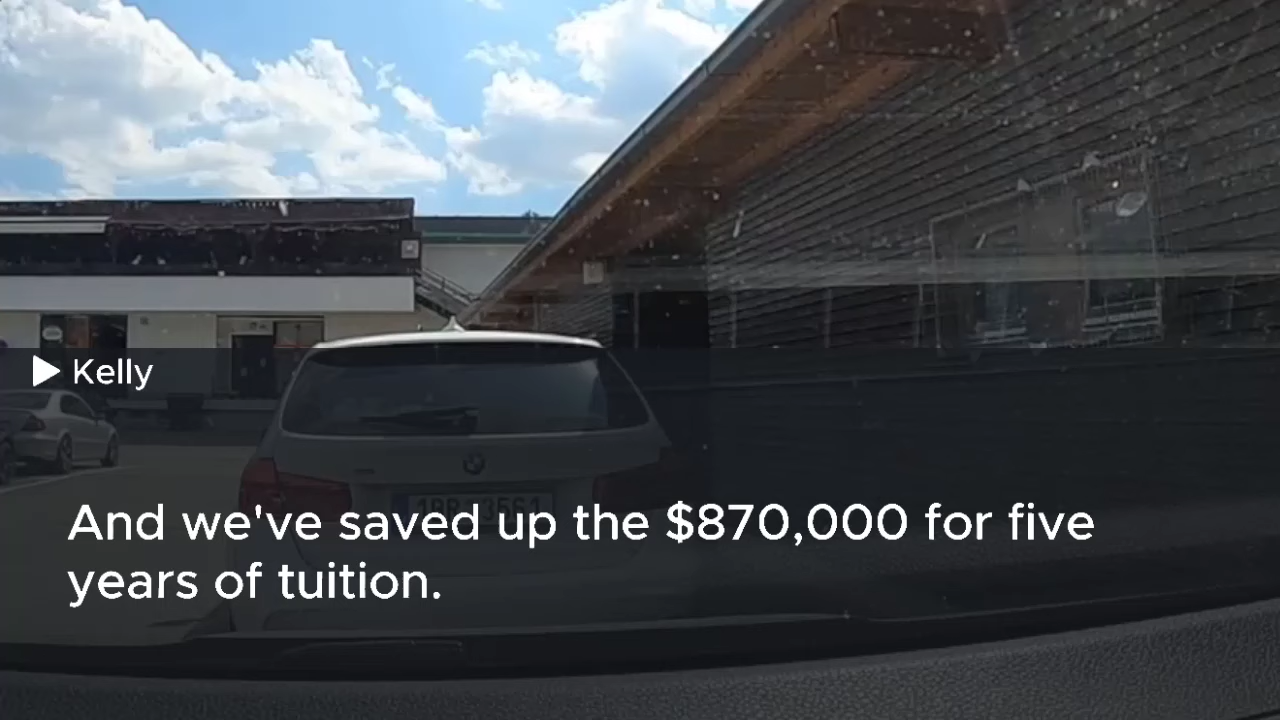 Kelly
And we've saved up the $870,000 for five
years of tuition.